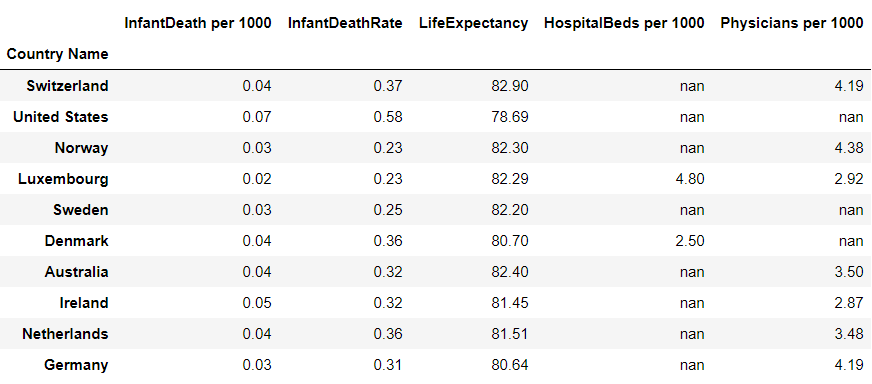 InfantDeath per 1000 InfantDeathRate LifeExpectancy HospitalBeds per 1000 Physicians per 1000
Country Name
Switzerland 0.04 0.37 82.90 nan 4.19
United States 0.07 0.58 78.69 nan nan
Norway 0.03 0.23 82.30 nan 4.38
Luxembourg 0.02 0.23 82.29 4.80 2.92
Sweden 0.03 0.25 82.20 nan nan
Denmark 0.04 0.36 80.70 2.50 nan
Australia 0.04 0.32 82.40 nan 3.50
Ireland 0.05 0.32 81.45 nan 2.87
Netherlands 0.04 0.36 81.51 nan 3.48
Germany 0.03 0.31 80.64 nan 4.19